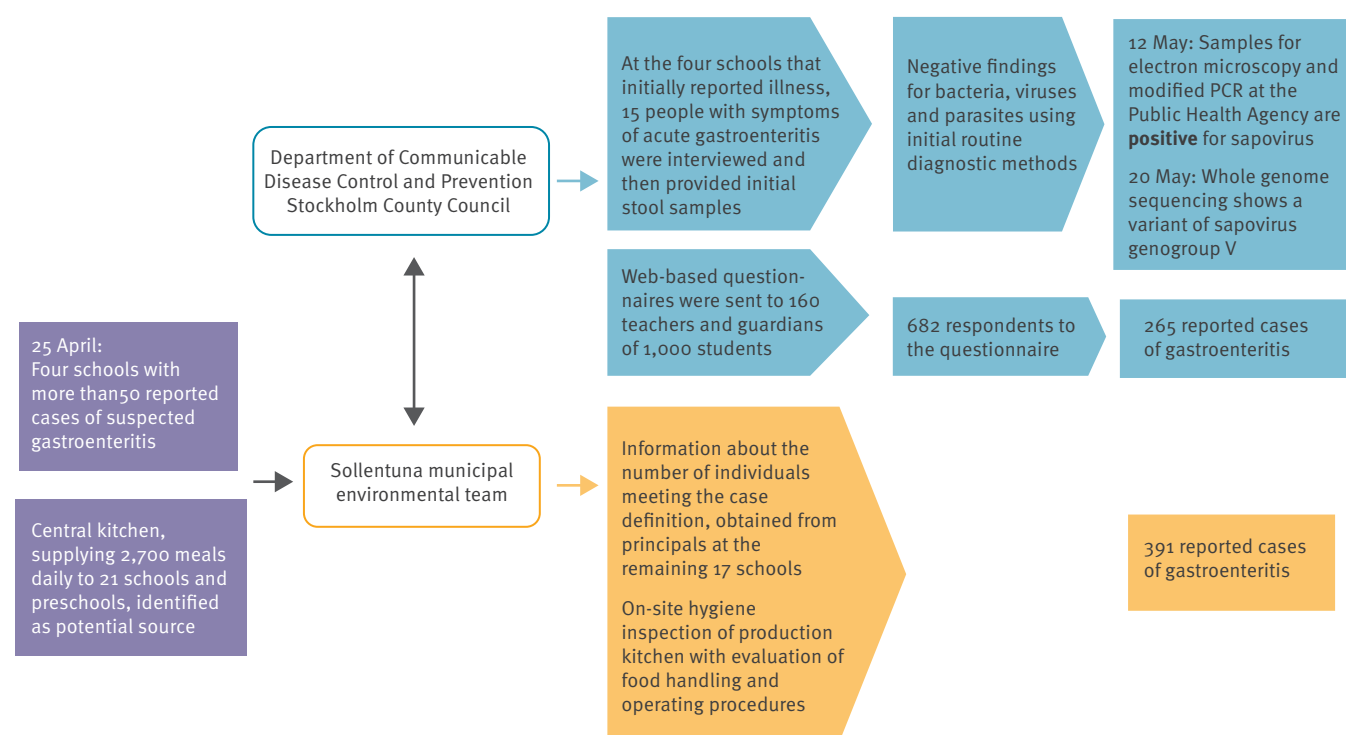 25 April:
Four schools with
more than50 reported
cases of suspected
gastroenteritis
Central kitchen,
supplying 2,700 meals
daily to 21 schools and
preschools, identified
as potential source
Department of Communicable
Disease Control and Prevention
Stockholm County Council
Sollentuna municipal
environmental team
At the four schools that
initially reported illness,
15 people with symptoms
of acute gastroenteritis
were interviewed and
then provided initial
stool samples
Negative findings
for bacteria, viruses
and parasites using
initial routine
diagnostic methods
12 May: Samples for
electron microscopy and
modified PCR at the
Public Health Agency are
positive for sapovirus
20 May: Whole genome
sequencing shows a
variant of sapovirus
genogroup V
Web-based question-
naires were sent to 160
teachers and guardians
of 1,000 students
682 respondents to
the questionnaire
265 reported cases
of gastroenteritis
Information about the
number of individuals
meeting the case
definition, obtained from
principals at the
remaining 17 schools
On-site hygiene
inspection of production
kitchen with evaluation of
food handling and
operating procedures
391 reported cases
of gastroenteritis